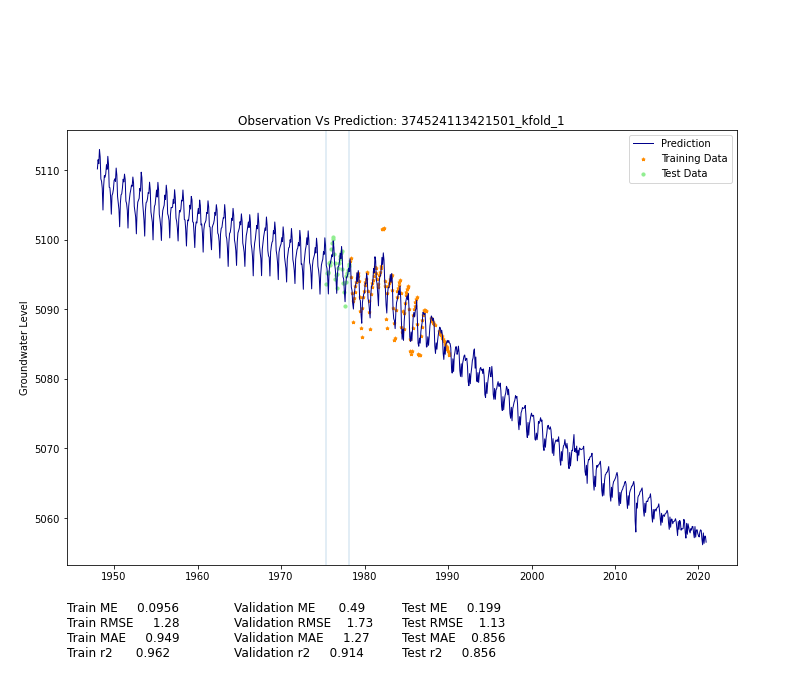 Observation Vs Prediction: 374524113421501_kfold_1
Prediction
Training Data
Test Data
Groundwater Level
5110
5100
5090
5080
5070
5060
1950 1960 1970 1980 1990 2000 2010 2020
Train ME 0.0956 Validation ME 0.49 Test ME 0.199
Train RMSE 1.28 Validation RMSE 1.73 Test RMSE 1.13
Train MAE 0.949 Validation MAE 1.27 Test MAE 0.856
Train r2 0.962 Validation r2 0.914 Test r2 0.856